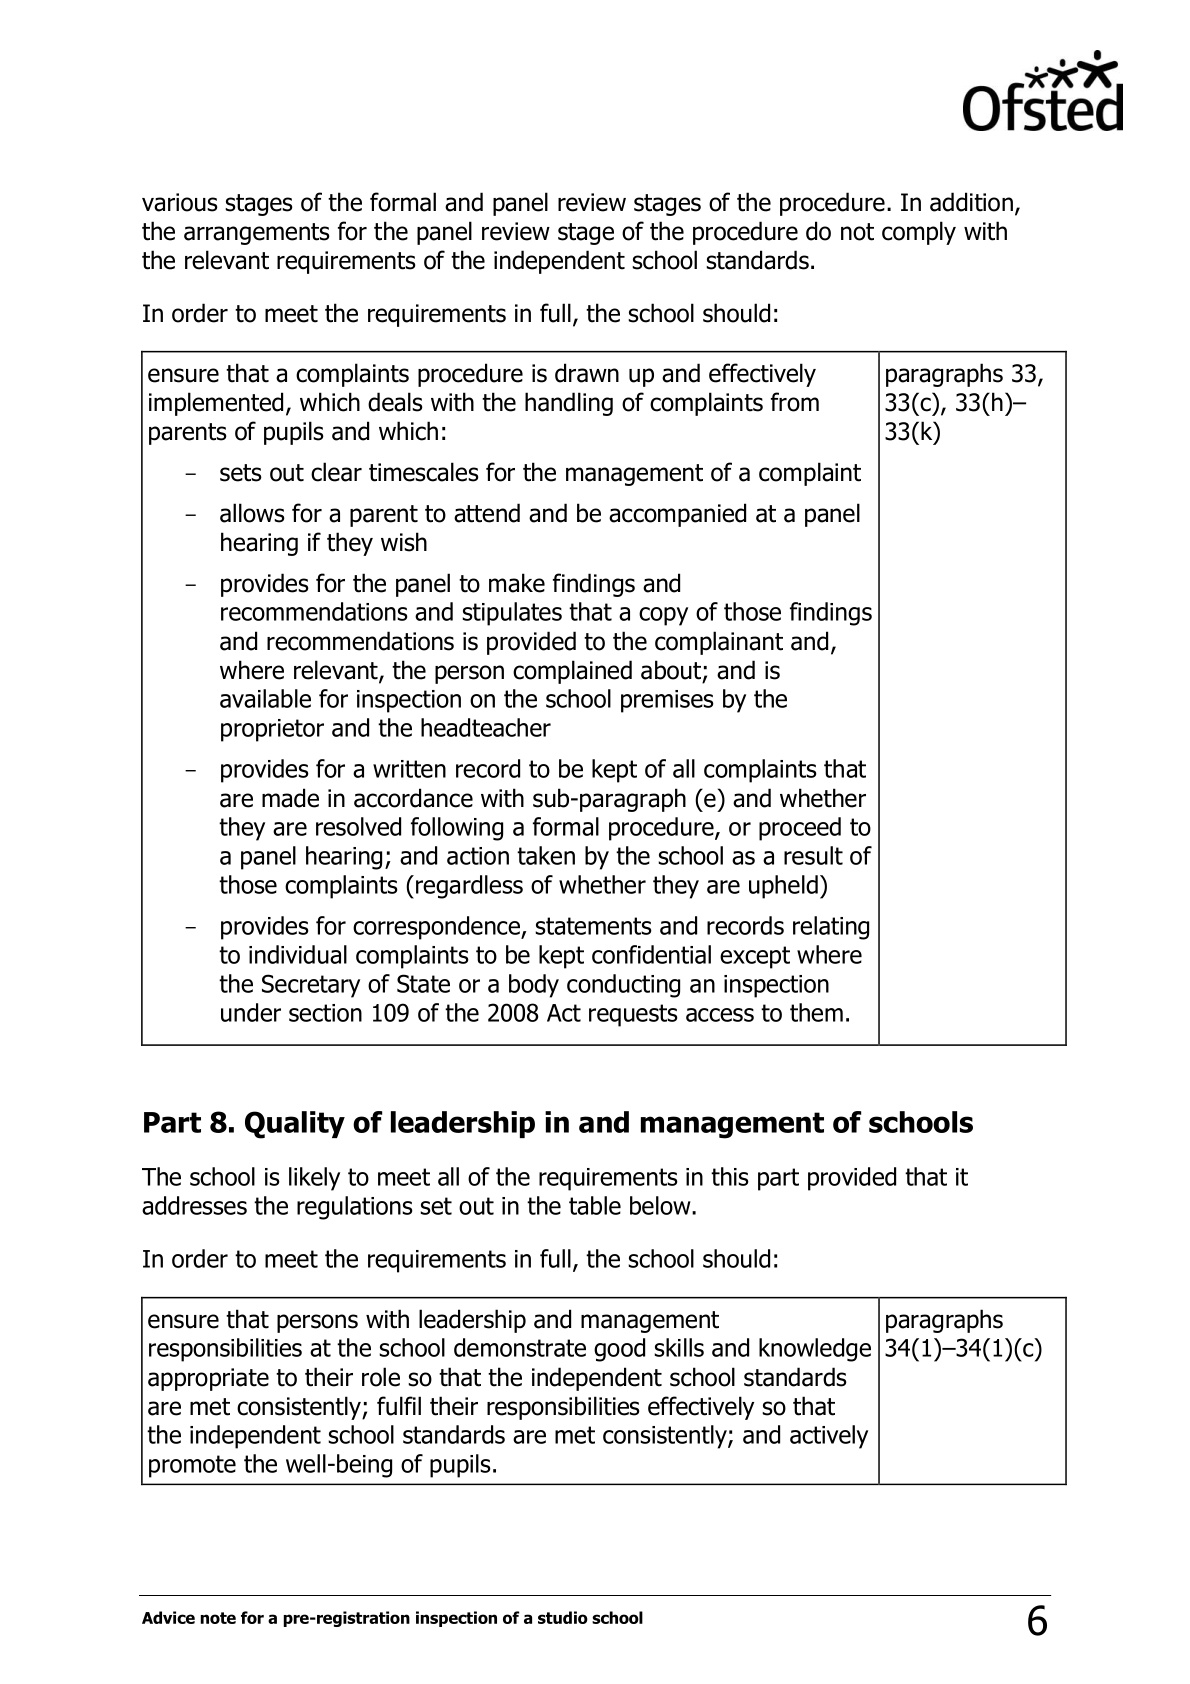 Ofsted
various stages of the formal and panel review stages of the procedure. In addition,
the arrangements for the panel review stage of the procedure do not comply with
the relevant requirements of the independent school standards.
In order to meet the requirements in full, the school should:
ensure that a complaints procedure is drawn up and effectively
implemented, which deals with the handling of complaints from
parents of pupils and which:
– sets out clear timescales for the management of a complaint
– allows for a parent to attend and be accompanied at a panel
hearing if they wish
– provides for the panel to make findings and
recommendations and stipulates that a copy of those findings
and recommendations is provided to the complainant and,
where relevant, the person complained about; and is
available for inspection on the school premises by the
proprietor and the headteacher
– provides for a written record to be kept of all complaints that
are made in accordance with sub-paragraph (e) and whether
they are resolved following a formal procedure, or proceed to
a panel hearing; and action taken by the school as a result of
those complaints (regardless of whether they are upheld)
– provides for correspondence, statements and records relating
to individual complaints to be kept confidential except where
the Secretary of State or a body conducting an inspection
under section 109 of the 2008 Act requests access to them.
paragraphs 33,
33(c), 33(h)–
33(k)
Part 8. Quality of leadership in and management of schools
The school is likely to meet all of the requirements in this part provided that it
addresses the regulations set out in the table below.
In order to meet the requirements in full, the school should:
ensure that persons with leadership and management
responsibilities at the school demonstrate good skills and knowledge
appropriate to their role so that the independent school standards
are met consistently; fulfil their responsibilities effectively so that
the independent school standards are met consistently; and actively
promote the well-being of pupils.
paragraphs
34(1)–34(1)(c)
Advice note for a pre-registration inspection of a studio school
6